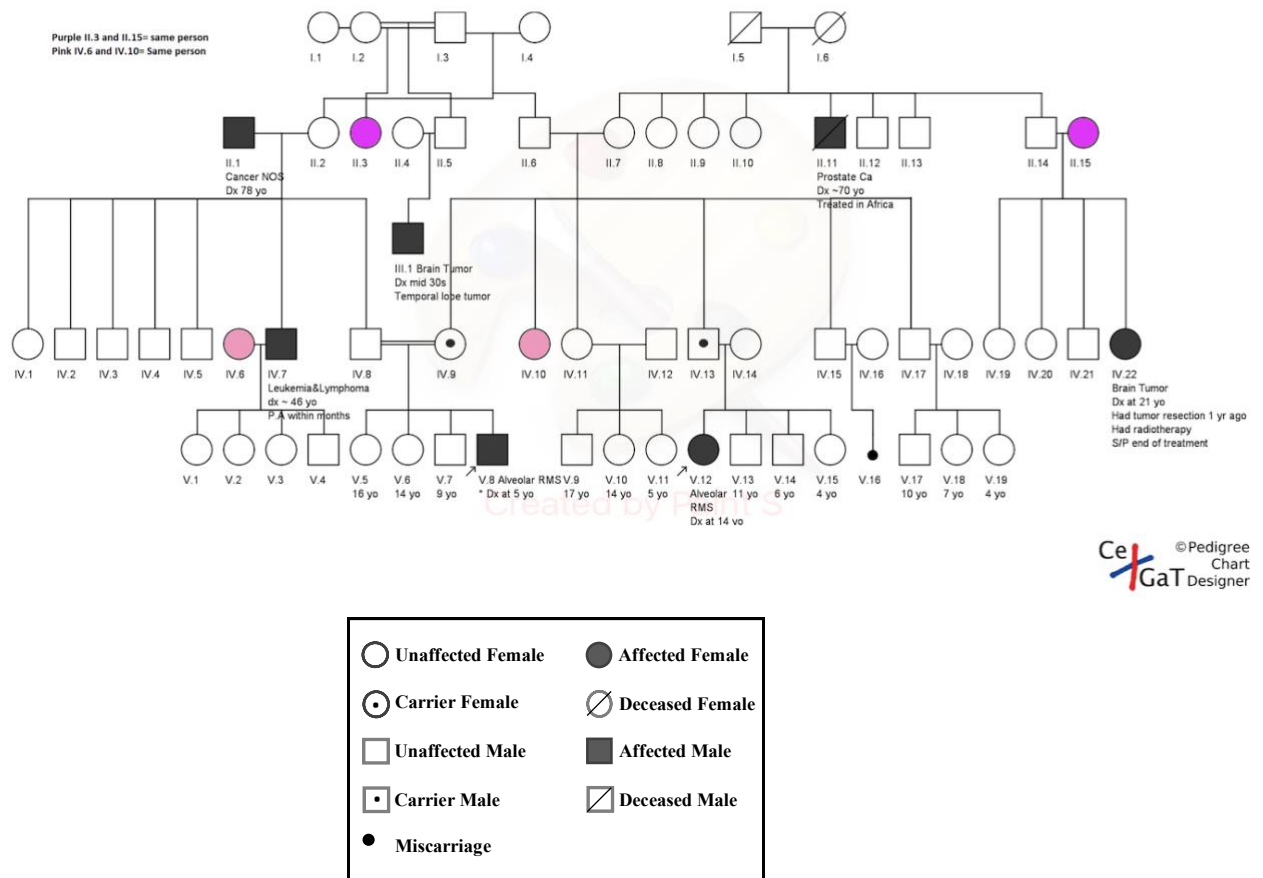 Purple II.3 and II.15= same person
Pink IV.6 and IV.10= Same person
I.1 I.2 I.3 I.4 I.5 I.6
II.1 II.2 II.3 II.4 II.5 II.6 II.7 II.8 II.9 II.10 II.11 II.12 II.13 II.14 II.15
Cancer NOS
Dx 78 yo
Prostate Ca
Dx ~70 yo
Treated in Africa
III.1 Brain Tumor
Dx mid 30s
Temporal lobe tumor
IV.1 IV.2 IV.3 IV.4 IV.5 IV.6 IV.7 IV.8 IV.9 IV.10 IV.11 IV.12 IV.13 IV.14 IV.15 IV.16 IV.17 IV.18 IV.19 IV.20 IV.21 IV.22
Leukemia&Lymphoma
dx ~ 46 yo
P.A within months
Brain Tumor
Dx at 21 yo
Had tumor resection 1 yr ago
Had radiotherapy
S/P end of treatment
V.1 V.2 V.3 V.4 V.5 V.6 V.7 V.8 Alveolar RMS V.9 V.10 V.11 V.12 V.13 V.14 V.15 V.16 V.17 V.18 V.19
16 yo 14 yo 9 yo * Dx at 5 yo 17 yo 14 yo 5 yo Alveolar 11 yo 6 yo 4 yo 10 yo 7 yo 4 yo
RMS
Dx at 14 yo
Created by Paint S
CeGaT
©Pedigree
Chart
Designer
Unaffected Female Affected Female
Carrier Female Deceased Female
Unaffected Male Affected Male
Carrier Male Deceased Male
Miscarriage